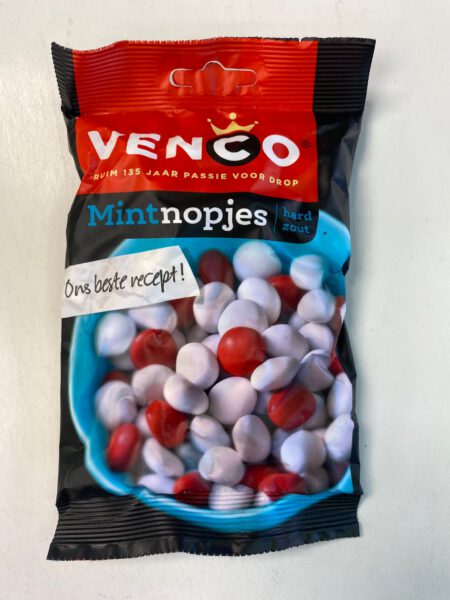 VENCO®
RUIM 135 JAAR PASSIE VOOR DROP
Mintnopjes
hard
zout
Ons beste recept!